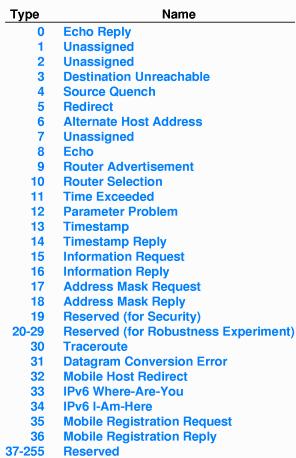 Type Name
0 Echo Reply
1 Unassigned
2 Unassigned
3 Destination Unreachable
4 Source Quench
5 Redirect
6 Alternate Host Address
7 Unassigned
8 Echo
9 Router Advertisement
10 Router Selection
11 Time Exceeded
12 Parameter Problem
13 Timestamp
14 Timestamp Reply
15 Information Request
16 Information Reply
17 Address Mask Request
18 Address Mask Reply
19 Reserved (for Security)
20-29 Reserved (for Robustness Experiment)
30 Traceroute
31 Datagram Conversion Error
32 Mobile Host Redirect
33 IPv6 Where-Are-You
34 IPv6 I-Am-Here
35 Mobile Registration Request
36 Mobile Registration Reply
37-255 Reserved